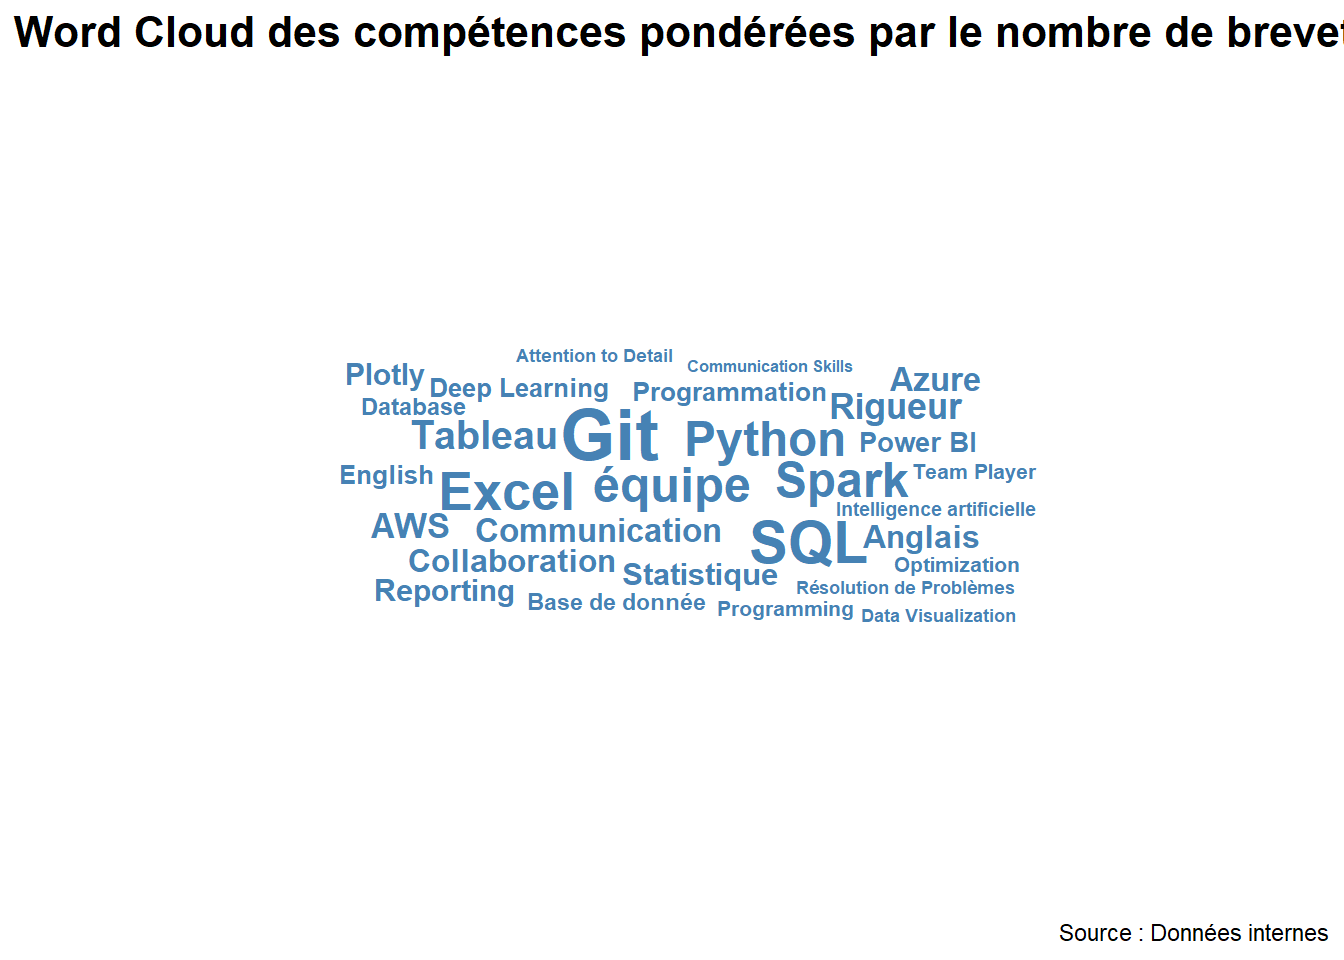 Word Cloud des compétences pondérées par le nombre de brevet
Attention to Detail
Communication Skills
Plotly
Deep Learning
Programmation
Azure
Database
Rigueur
Tableau
Git
Python
Power BI
English
Excel
équipe
Spark
Team Player
Intelligence artificielle
AWS
Communication
SQL
Anglais
Collaboration
Statistique
Optimization
Reporting
Base de donnée
Programming
Résolution de Problèmes
Data Visualization
Source : Données internes